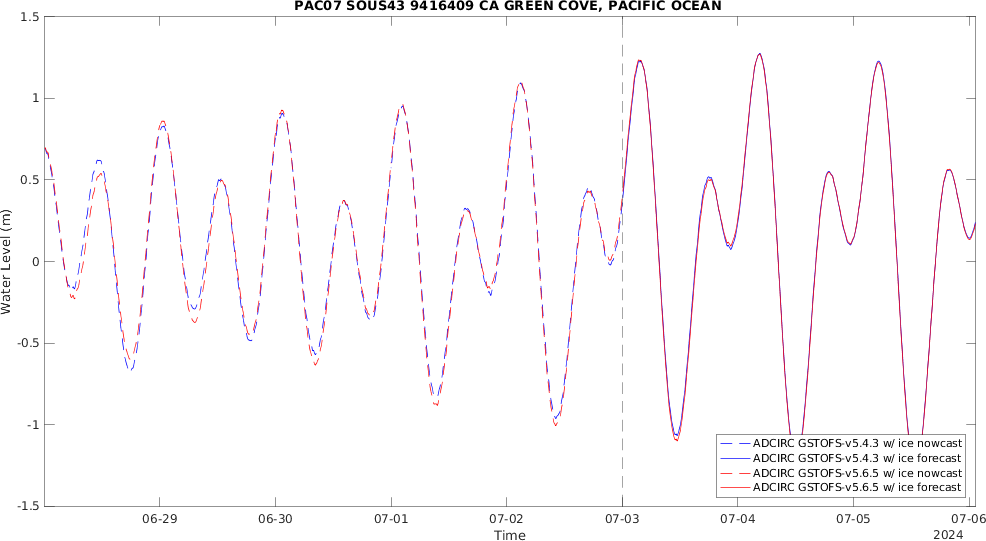 PAC07 SOUS43 9416409 CA GREEN COVE, PACIFIC OCEAN
Water Level (m)
1.5
1
0.5
0
-0.5
-1
-1.5
06-29
06-30
07-01
07-02
07-03
07-04
07-05
07-06
Time
2024
ADCIRC GSTOFS-v5.4.3 w/ ice nowcast
ADCIRC GSTOFS-v5.4.3 w/ ice forecast
ADCIRC GSTOFS-v5.6.5 w/ ice nowcast
ADCIRC GSTOFS-v5.6.5 w/ ice forecast